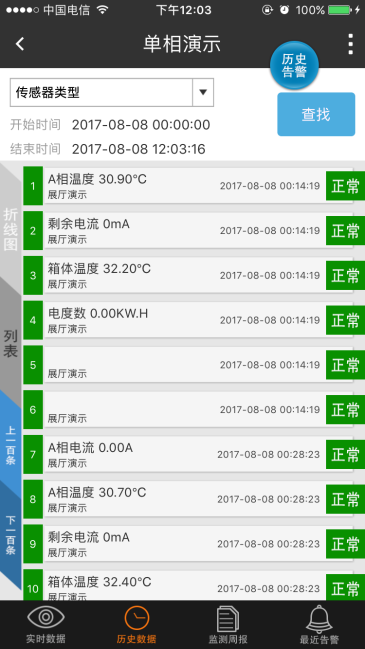 中国电信 下午12:03 100%
单相演示
历史
告警
传感器类型
查找
开始时间 2017-08-08 00:00:00
结束时间 2017-08-08 12:03:16
折线图
列表
上一百条
下一百条
1 A相温度 30.90℃ 2017-08-08 00:14:19 正常
展厅演示
2 剩余电流 0mA 2017-08-08 00:14:19 正常
展厅演示
3 箱体温度 32.20℃ 2017-08-08 00:14:19 正常
展厅演示
4 电度数 0.00KW.H 2017-08-08 00:14:19 正常
展厅演示
5 2017-08-08 00:14:19 正常
展厅演示
6 2017-08-08 00:14:19 正常
展厅演示
7 A相电流 0.00A 2017-08-08 00:28:23 正常
展厅演示
8 A相温度 30.70℃ 2017-08-08 00:28:23 正常
展厅演示
9 剩余电流 0mA 2017-08-08 00:28:23 正常
展厅演示
10 箱体温度 32.40℃ 2017-08-08 00:28:23 正常
展厅演示
实时数据 历史数据 监测周报 最近告警